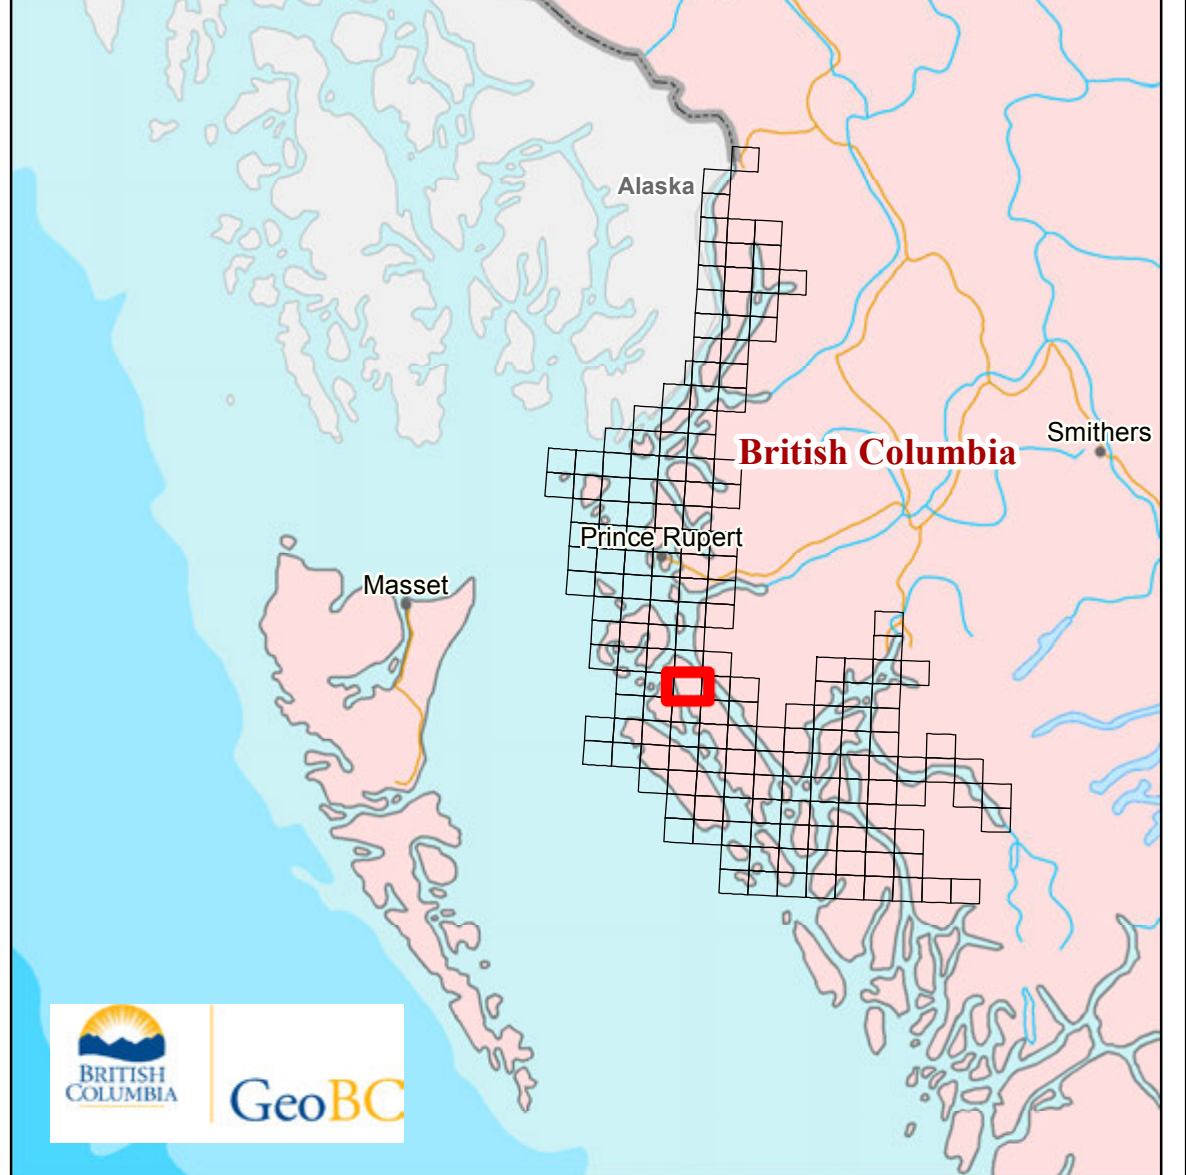 Alaska
Smithers
British Columbia
Prince Rupert
Masset
BRITISH
COLUMBIA
GeoBC